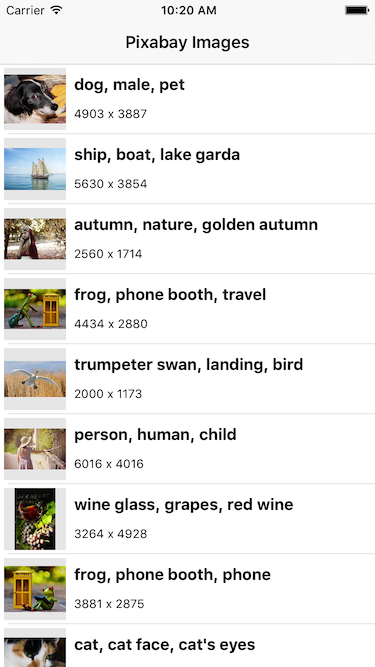 Carrier 10:20 AM
Pixabay Images
dog, male, pet
4903 x 3887
ship, boat, lake garda
5630 x 3854
autumn, nature, golden autumn
2560 x 1714
frog, phone booth, travel
4434 x 2880
trumpeter swan, landing, bird
2000 x 1173
person, human, child
6016 x 4016
wine glass, grapes, red wine
3264 x 4928
frog, phone booth, phone
3881 x 2875
cat, cat face, cat's eyes